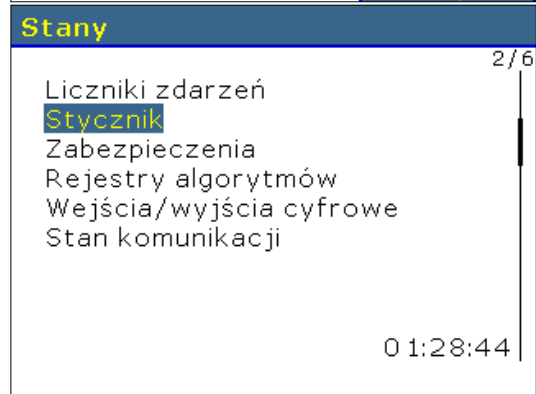 Stany
2/6
Liczniki zdarzeń
Stycznik
Zabezpieczenia
Rejestry algorytmów
Wejścia/wyjścia cyfrowe
Stan komunikacji
01:28:44